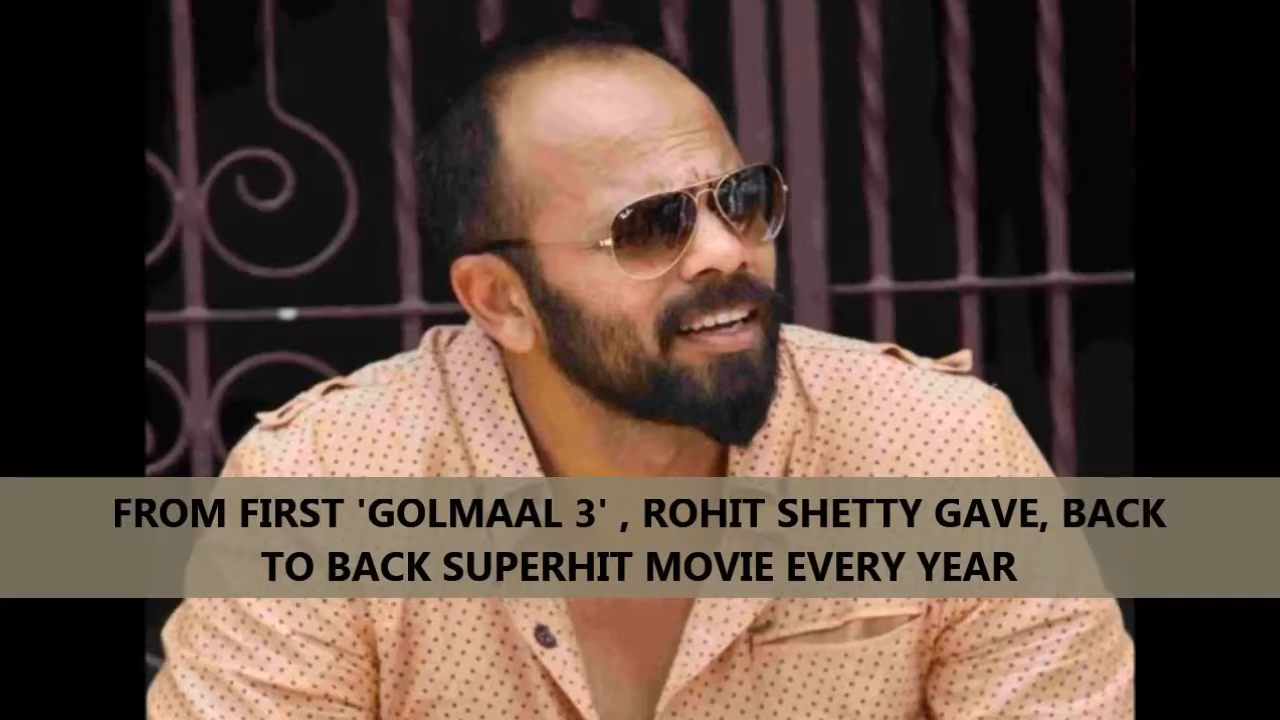 FROM FIRST 'GOLMAAL 3' , ROHIT SHETTY GAVE, BACK
TO BACK SUPERHIT MOVIE EVERY YEAR